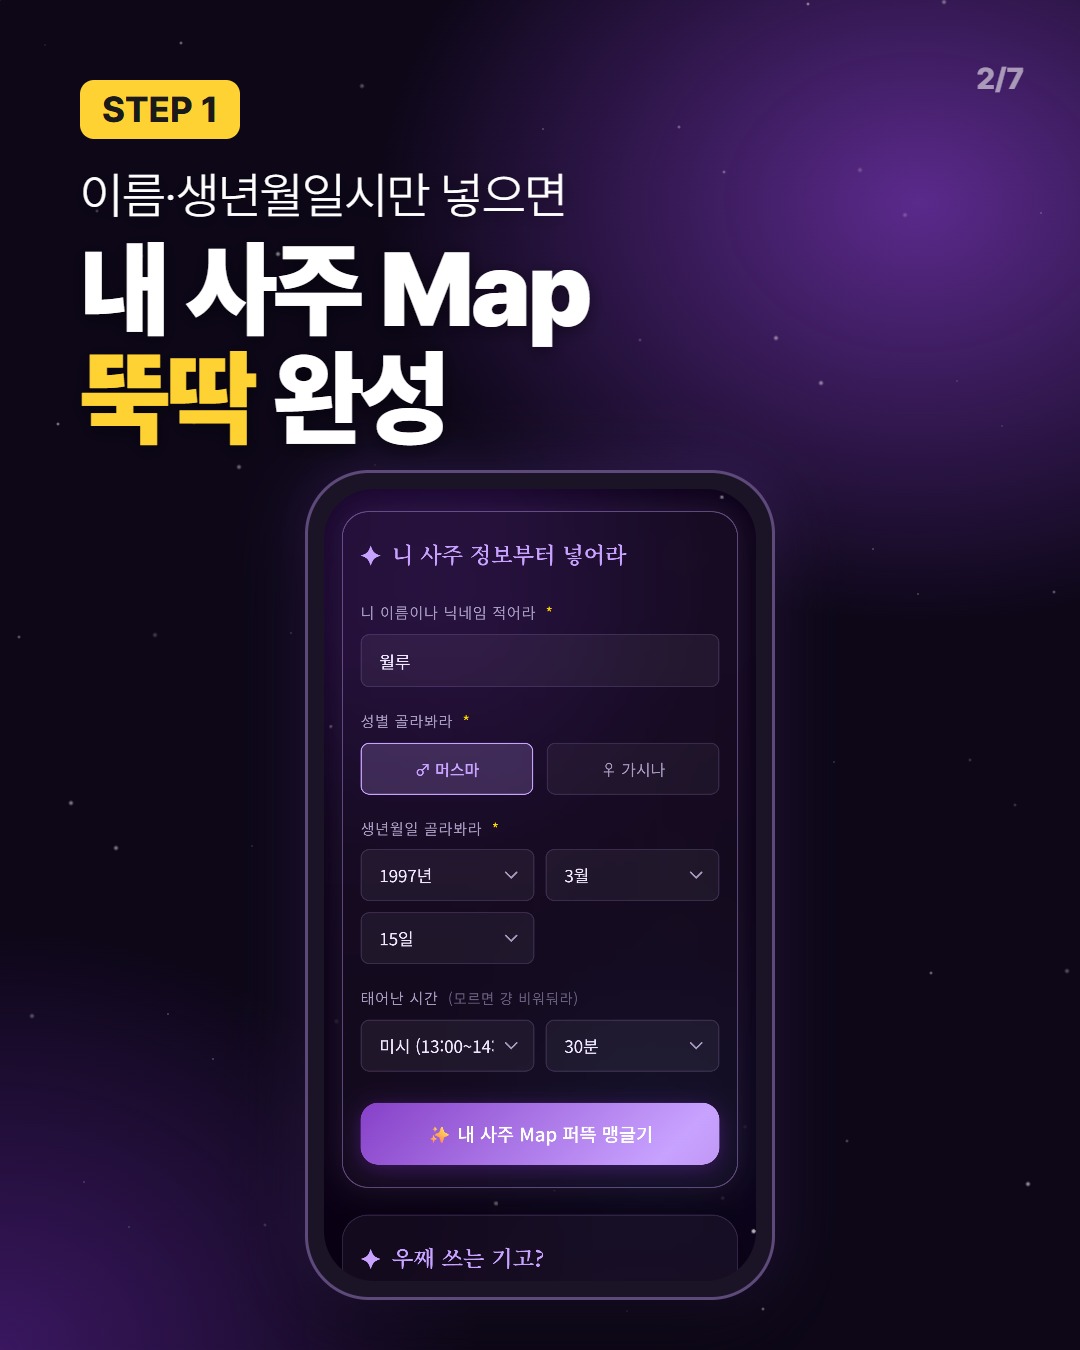 2/7
STEP 1
이름·생년월일시만 넣으면
내 사주 Map
뚝딱 완성
✦ 니 사주 정보부터 넣어라
니 이름이나 닉네임 적어라 *
월루
성별 골라봐라 *
♂ 머스마
♀ 가시나
생년월일 골라봐라 *
1997년
3월
15일
태어난 시간 (모르면 걍 비워둬라)
미시 (13:00~14:
30분
✨ 내 사주 Map 퍼뜩 맹글기
✦ 우째 쓰는 기고?